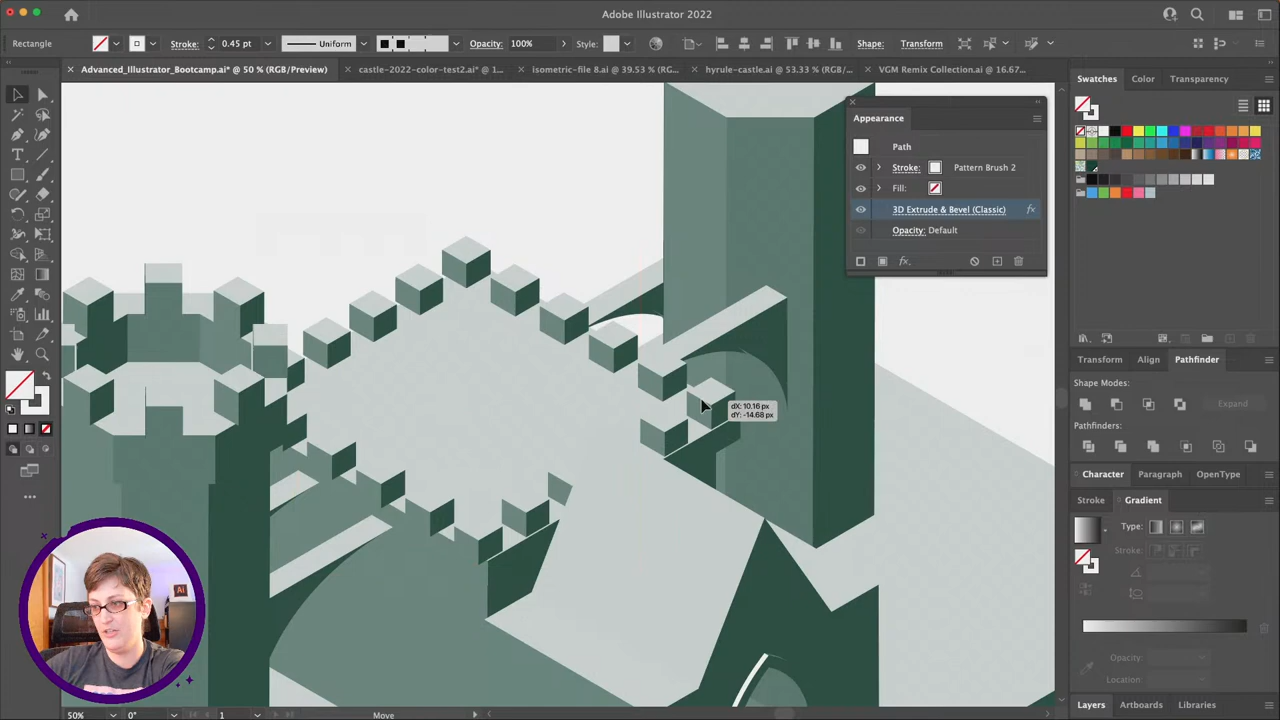 Adobe Illustrator 2022
Rectangle
Stroke:
0.45 pt
Uniform
Opacity:
100%
Style:
Shape:
Transform
Advanced_Illustrator_Bootcamp.ai* @ 50 % (RGB/Preview)
castle-2022-color-test2.ai* @ 1...
isometric-file 8.ai @ 39.53 % (RG...
hyrule-castle.ai @ 53.33 % (RGB/...
VGM Remix Collection.ai @ 16.67...
Swatches
Color
Transparency
Appearance
Path
Stroke:
Pattern Brush 2
Fill:
3D Extrude & Bevel (Classic)
fx
Opacity: Default
fx
dX: 10.16 px
dY: -14.68 px
Transform
Align
Pathfinder
Shape Modes:
Expand
Pathfinders:
Character
Paragraph
OpenType
Stroke
Gradient
Type:
Stroke:
Opacity:
Location:
Ai
Layers
Artboards
Libraries
50%
0°
1
Move